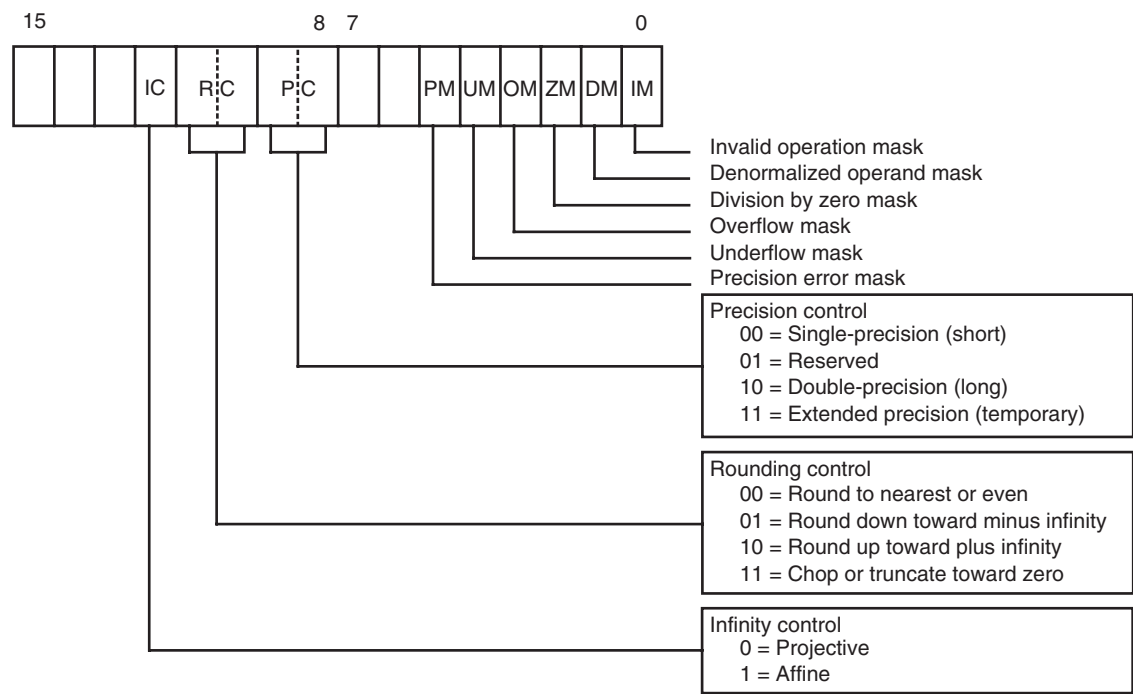 15 8 7 0
IC RC PC PM UM OM ZM DM IM
Invalid operation mask
Denormalized operand mask
Division by zero mask
Overflow mask
Underflow mask
Precision error mask
Precision control
00 = Single-precision (short)
01 = Reserved
10 = Double-precision (long)
11 = Extended precision (temporary)
Rounding control
00 = Round to nearest or even
01 = Round down toward minus infinity
10 = Round up toward plus infinity
11 = Chop or truncate toward zero
Infinity control
0 = Projective
1 = Affine